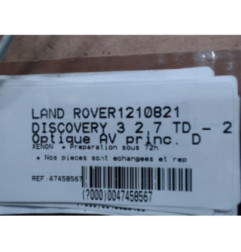 LAND ROVER1210821
DISCOVERY 3 2.7 TD - 2
Optique AV princ. D
XENON • Preparation sous 72h
• Nos pieces sont echangees et rep
REF 47458567
(7000)0047458567